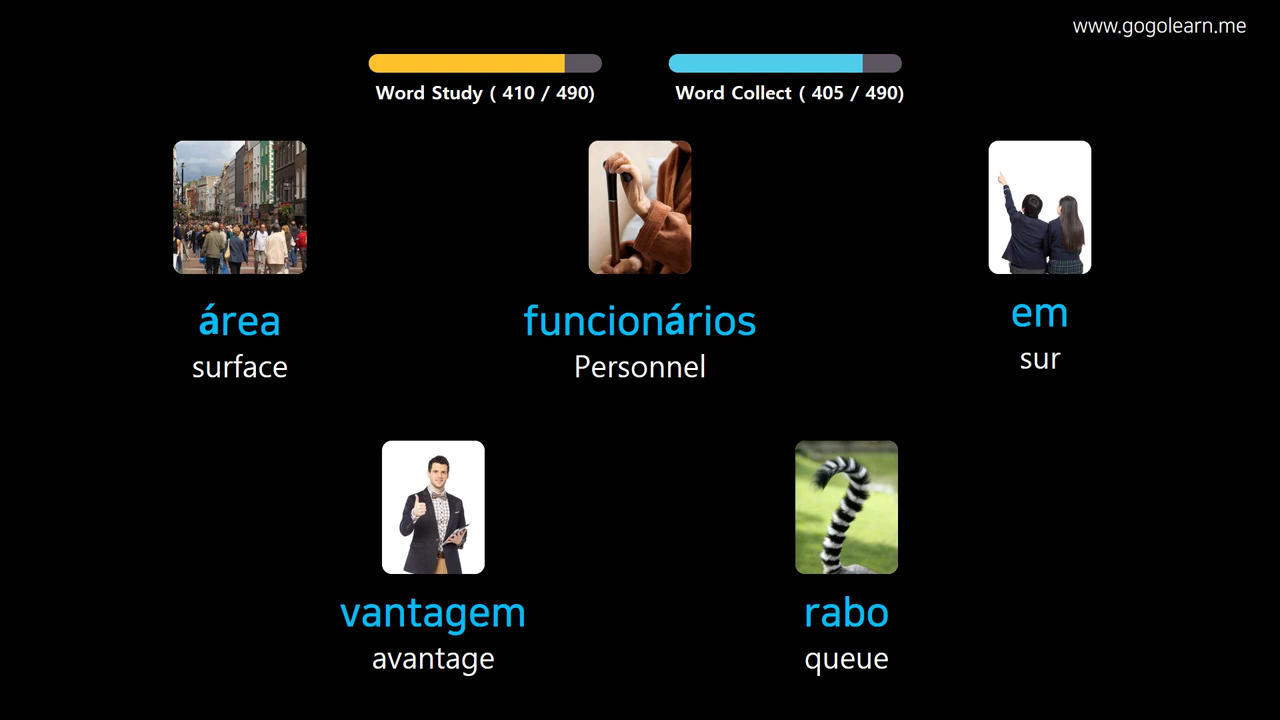 www.gogolearn.me
Word Study ( 410 / 490)
Word Collect ( 405 / 490)
área
surface
funcionários
Personnel
em
sur
vantagem
avantage
rabo
queue